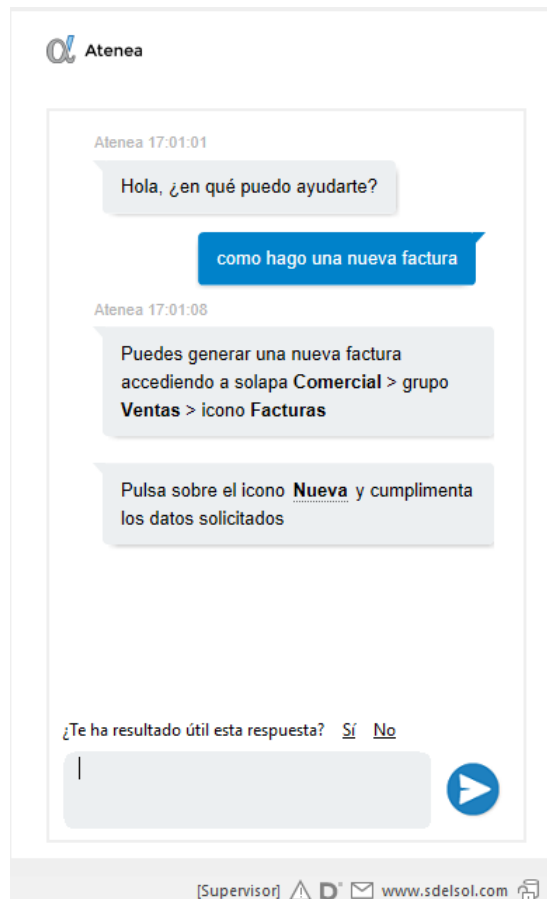 Atenea
Atenea 17:01:01
Hola, ¿en qué puedo ayudarte?
como hago una nueva factura
Atenea 17:01:08
Puedes generar una nueva factura
accediendo a solapa Comercial > grupo
Ventas > icono Facturas
Pulsa sobre el icono Nueva y cumplimenta
los datos solicitados
¿Te ha resultado útil esta respuesta? Sí No
[Supervisor] D° www.sdelsol.com